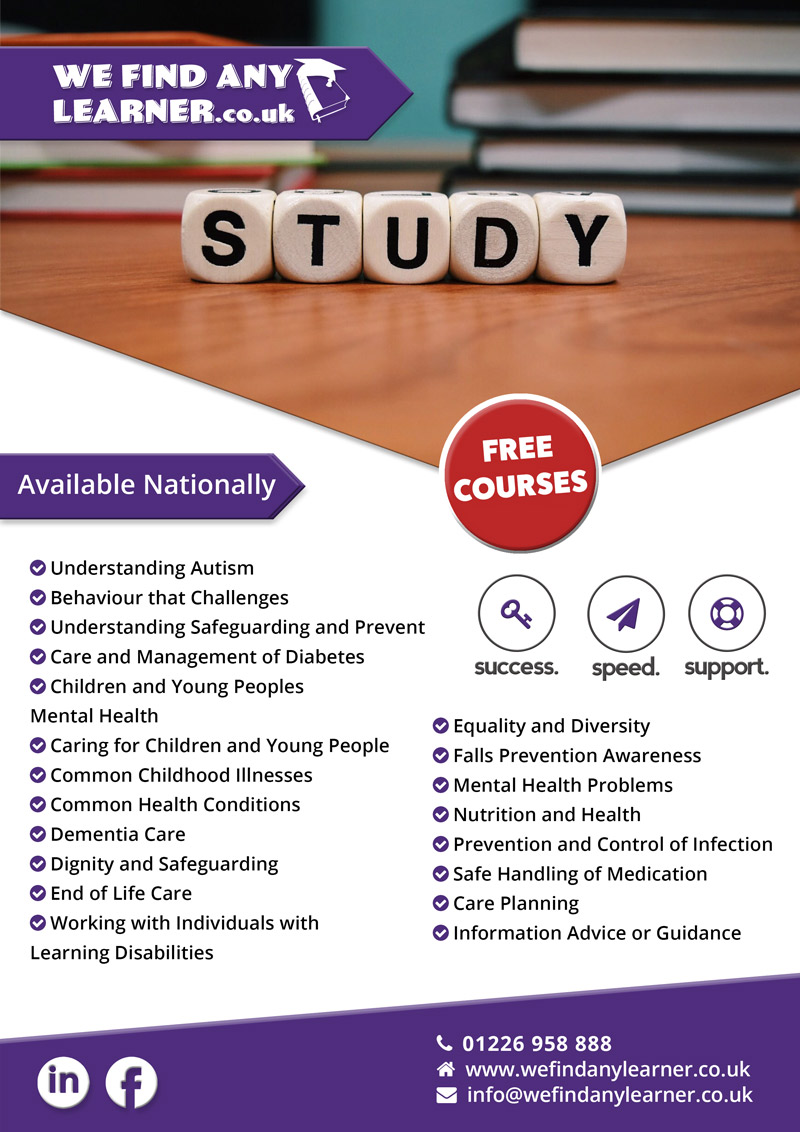 WE FIND ANY
LEARNER.co.uk
STUDY
FREE
COURSES
Available Nationally
Understanding Autism
Behaviour that Challenges
Understanding Safeguarding and Prevent
Care and Management of Diabetes
Children and Young Peoples
Mental Health
Caring for Children and Young People
Common Childhood Illnesses
Common Health Conditions
Dementia Care
Dignity and Safeguarding
End of Life Care
Working with Individuals with
Learning Disabilities
success. speed. support.
Equality and Diversity
Falls Prevention Awareness
Mental Health Problems
Nutrition and Health
Prevention and Control of Infection
Safe Handling of Medication
Care Planning
Information Advice or Guidance
in f
01226 958 888
www.wefindanylearner.co.uk
info@wefindanylearner.co.uk